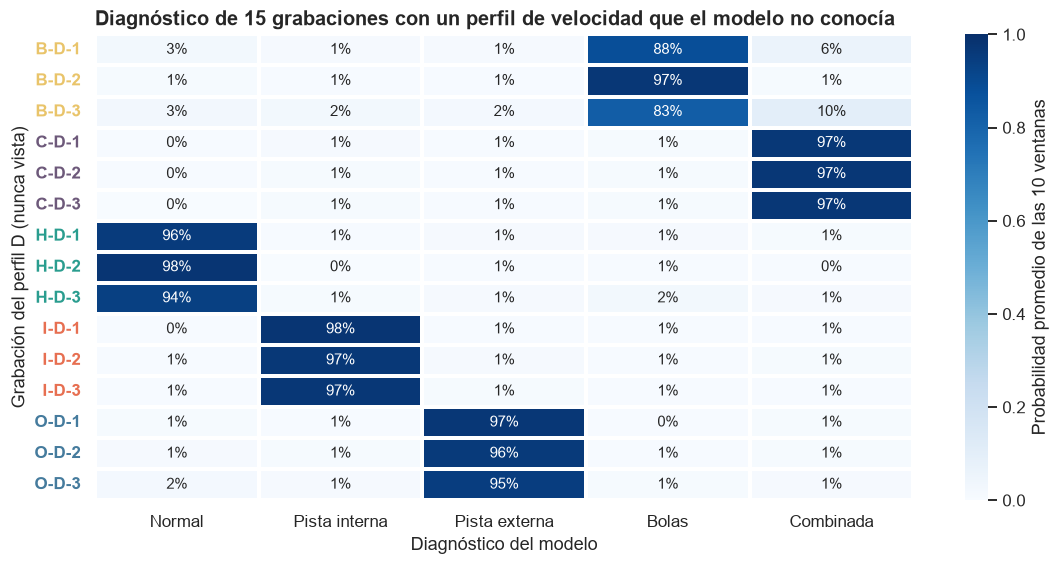 Diagnóstico de 15 grabaciones con un perfil de velocidad que el modelo no conocía
Grabación del perfil D (nunca vista)
B-D-1 3% 1% 1% 88% 6%
B-D-2 1% 1% 1% 97% 1%
B-D-3 3% 2% 2% 83% 10%
C-D-1 0% 1% 1% 1% 97%
C-D-2 0% 1% 1% 1% 97%
C-D-3 0% 1% 1% 1% 97%
H-D-1 96% 1% 1% 1% 1%
H-D-2 98% 0% 1% 1% 0%
H-D-3 94% 1% 1% 2% 1%
I-D-1 0% 98% 1% 1% 1%
I-D-2 1% 97% 1% 1% 1%
I-D-3 1% 97% 1% 1% 1%
O-D-1 1% 1% 97% 0% 1%
O-D-2 1% 1% 96% 1% 1%
O-D-3 2% 1% 95% 1% 1%
Normal Pista interna Pista externa Bolas Combinada
Diagnóstico del modelo
1.0
0.8
0.6
0.4
0.2
0.0
Probabilidad promedio de las 10 ventanas